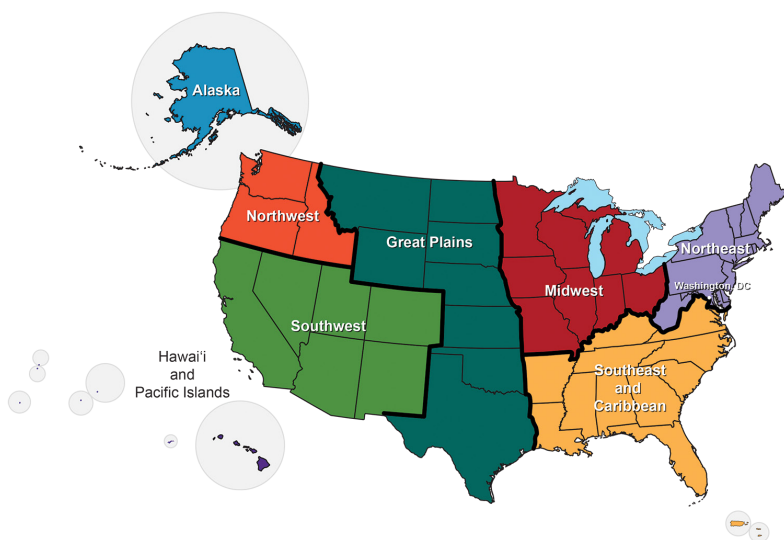 Alaska
Northwest
Great Plains
Midwest
Northeast
Washington, DC
Southwest
Hawai‘i
and
Pacific Islands
Southeast
and
Caribbean